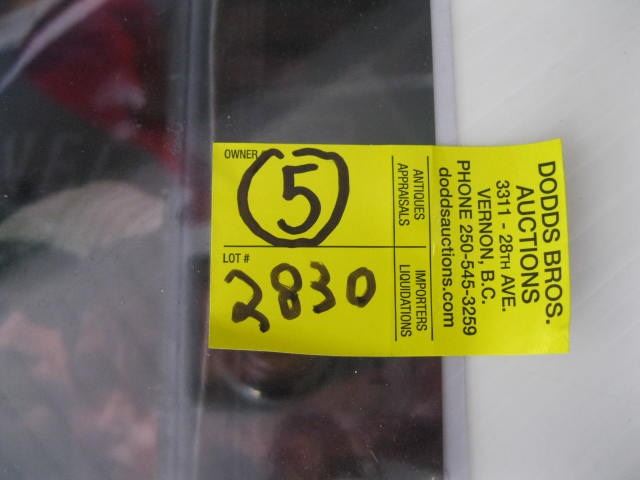 OWNER
5
LOT #
2830
ANTIQUES
APPRAISALS
IMPORTERS
LIQUIDATIONS
DODDS BROS.
AUCTIONS
3311 - 28TH AVE.
VERNON, B.C.
PHONE 250-545-3259
doddsauctions.com